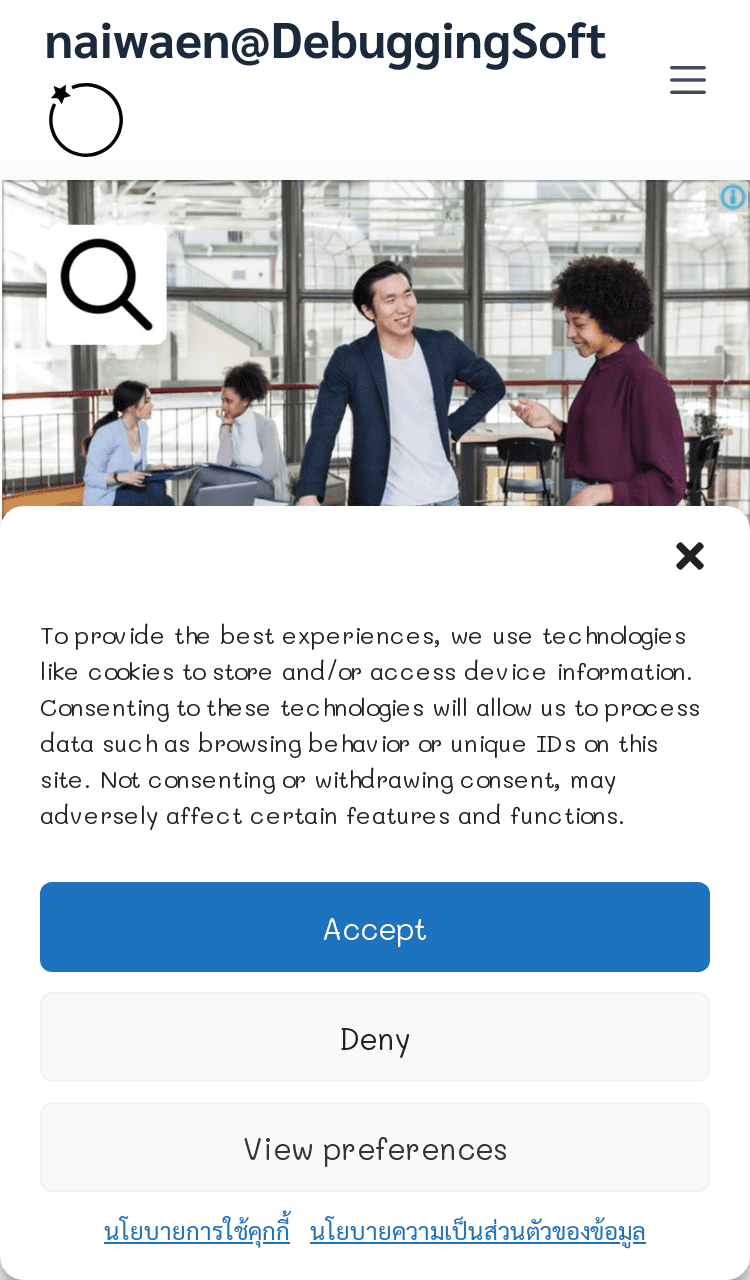 naiwaen@DebuggingSoft
To provide the best experiences, we use technologies
like cookies to store and/or access device information.
Consenting to these technologies will allow us to process
data such as browsing behavior or unique IDs on this
site. Not consenting or withdrawing consent, may
adversely affect certain features and functions.
Accept
Deny
View preferences
นโยบายการใช้คุกกี้ นโยบายความเป็นส่วนตัวของข้อมูล